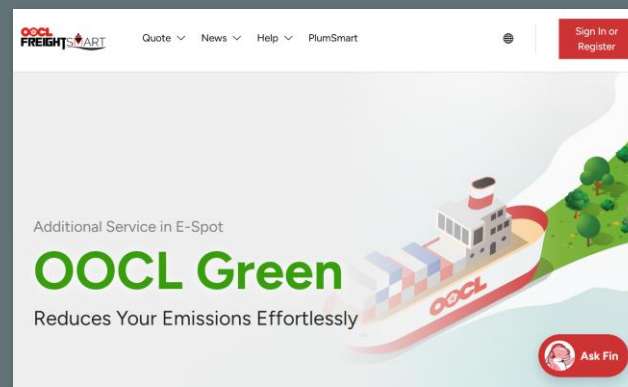 OOCL
FREIGHTSMART
Quote
News
Help
PlumSmart
Sign In or
Register
Additional Service in E-Spot
OOCL Green
Reduces Your Emissions Effortlessly
OOCL
Ask Fin